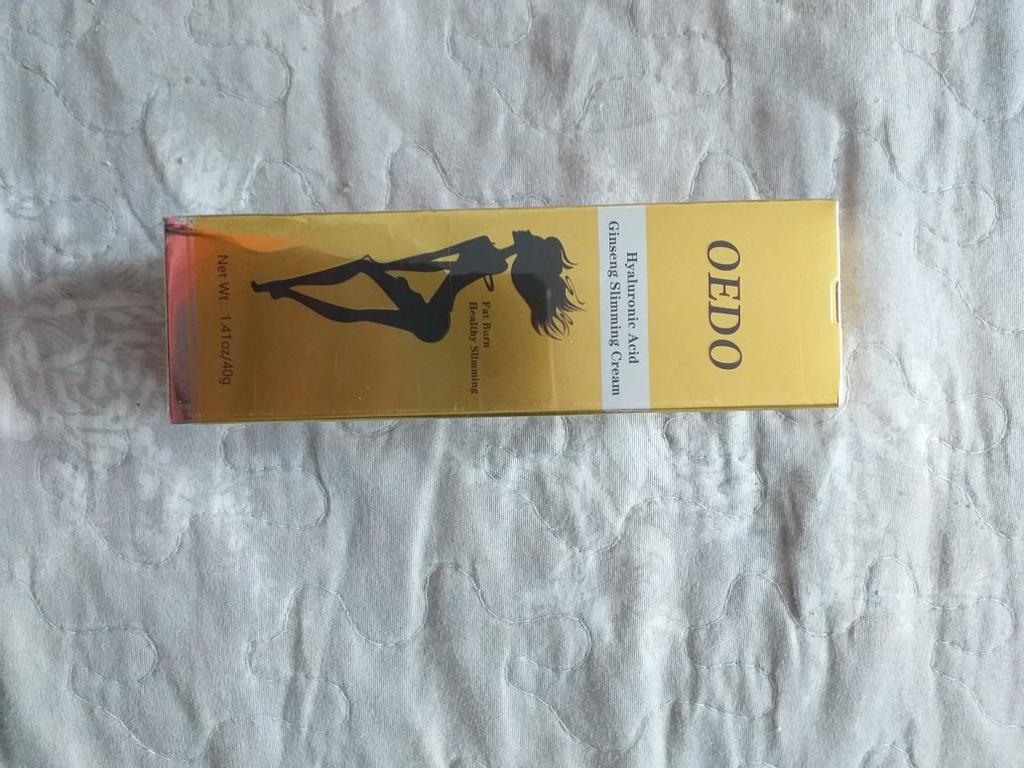 OEDO
Hyaluronic Acid
Ginseng Slimming Cream
Fat Burn
Healthy Slimming
Net Wt: 1.41oz/40g